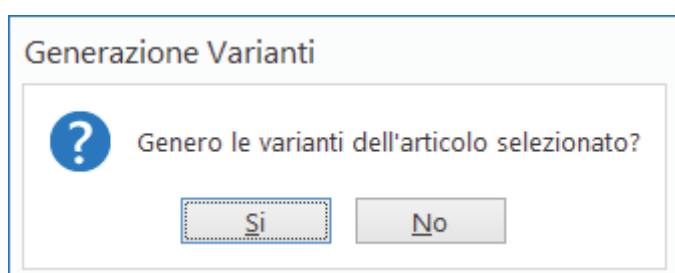 Generazione Varianti
Genero le varianti dell'articolo selezionato?
Si No